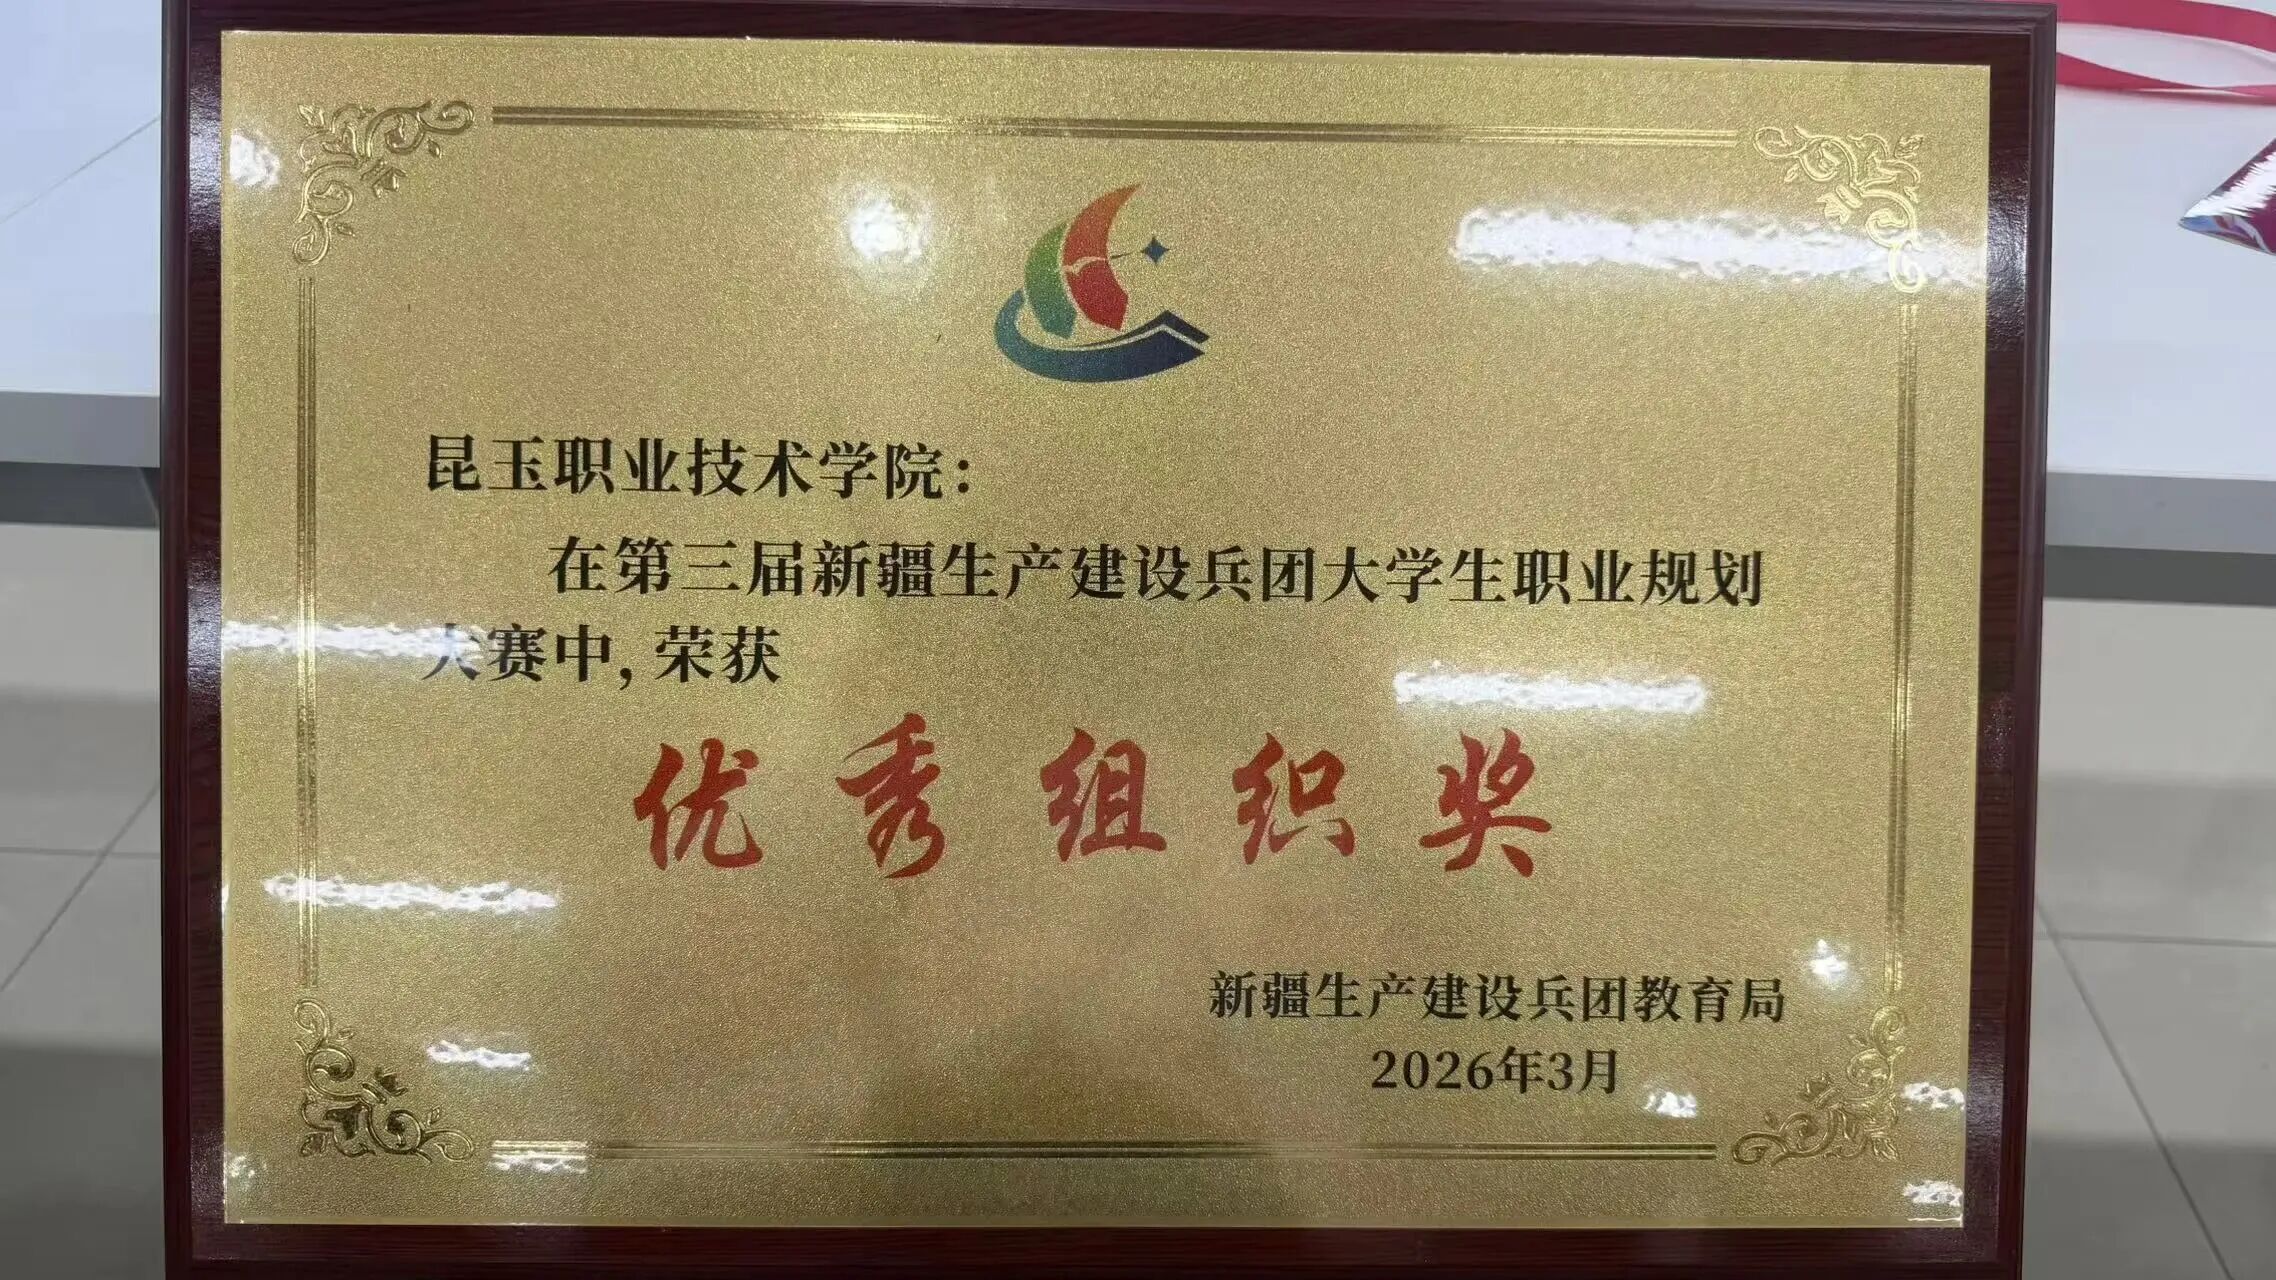 昆玉职业技术学院：
在第三届新疆生产建设兵团大学生职业规划
大赛中，荣获
优秀组织奖
新疆生产建设兵团教育局
2026年3月